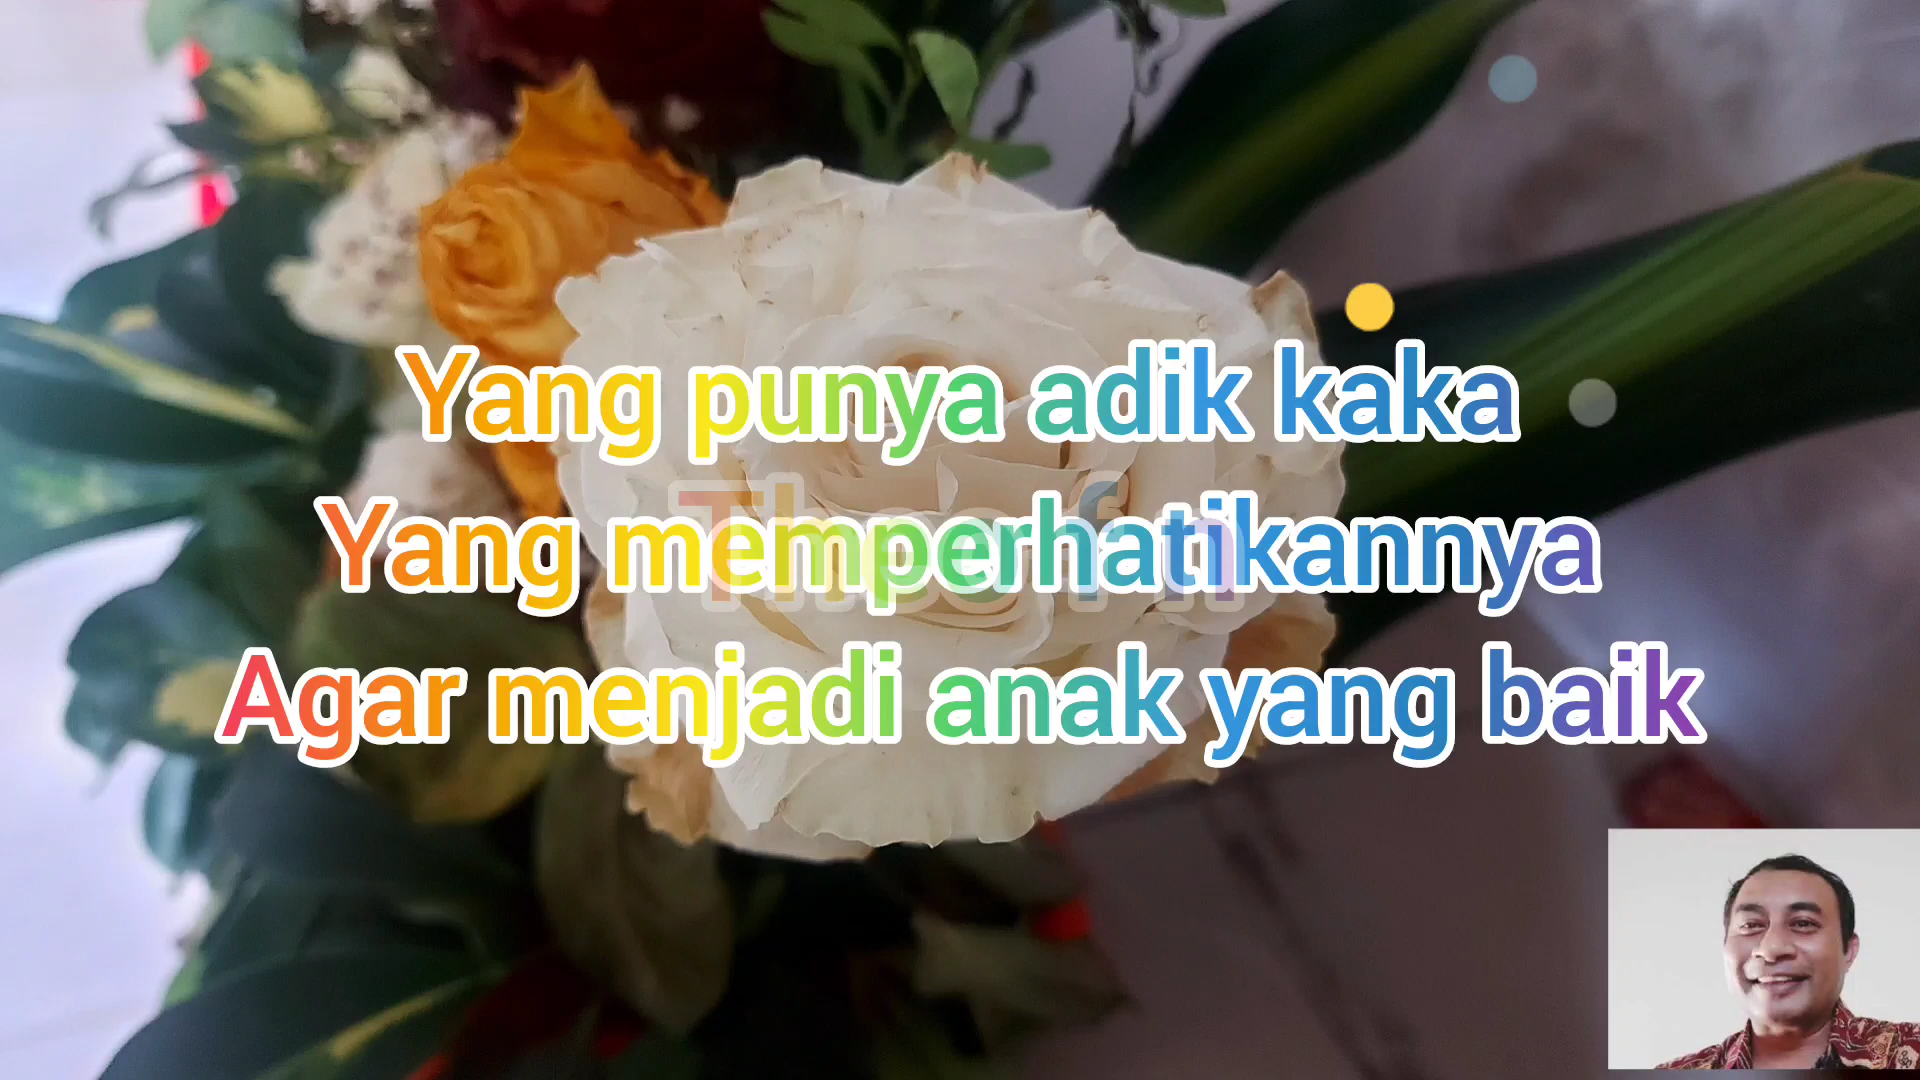 Yang punya adik kaka
Yang memperhatikannya
Agar menjadi anak yang baik